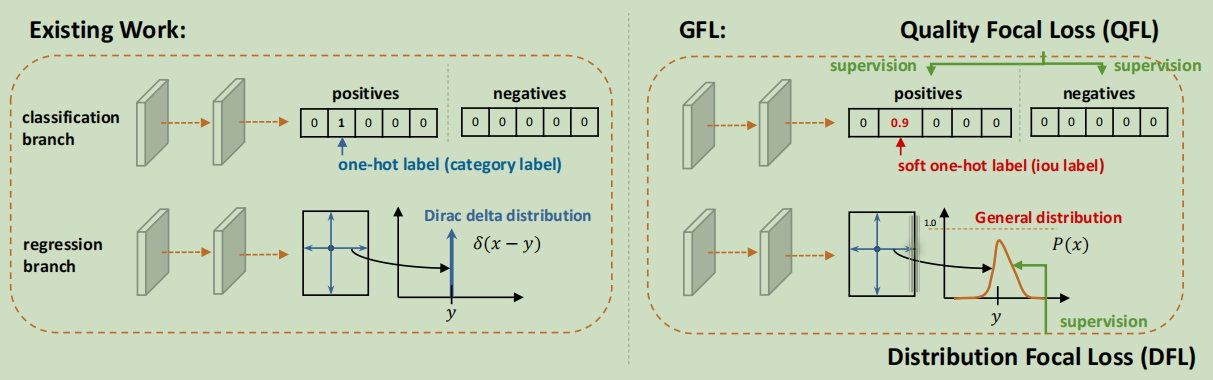 Existing Work:
classification
branch
positives
negatives
0 1 0 0 0
0 0 0 0 0
one-hot label (category label)
regression
branch
Dirac delta distribution
δ(x − y)
y
GFL:
Quality Focal Loss (QFL)
supervision
supervision
positives
negatives
0 0.9 0 0 0
0 0 0 0 0
soft one-hot label (iou label)
1.0
General distribution
P(x)
y
supervision
Distribution Focal Loss (DFL)